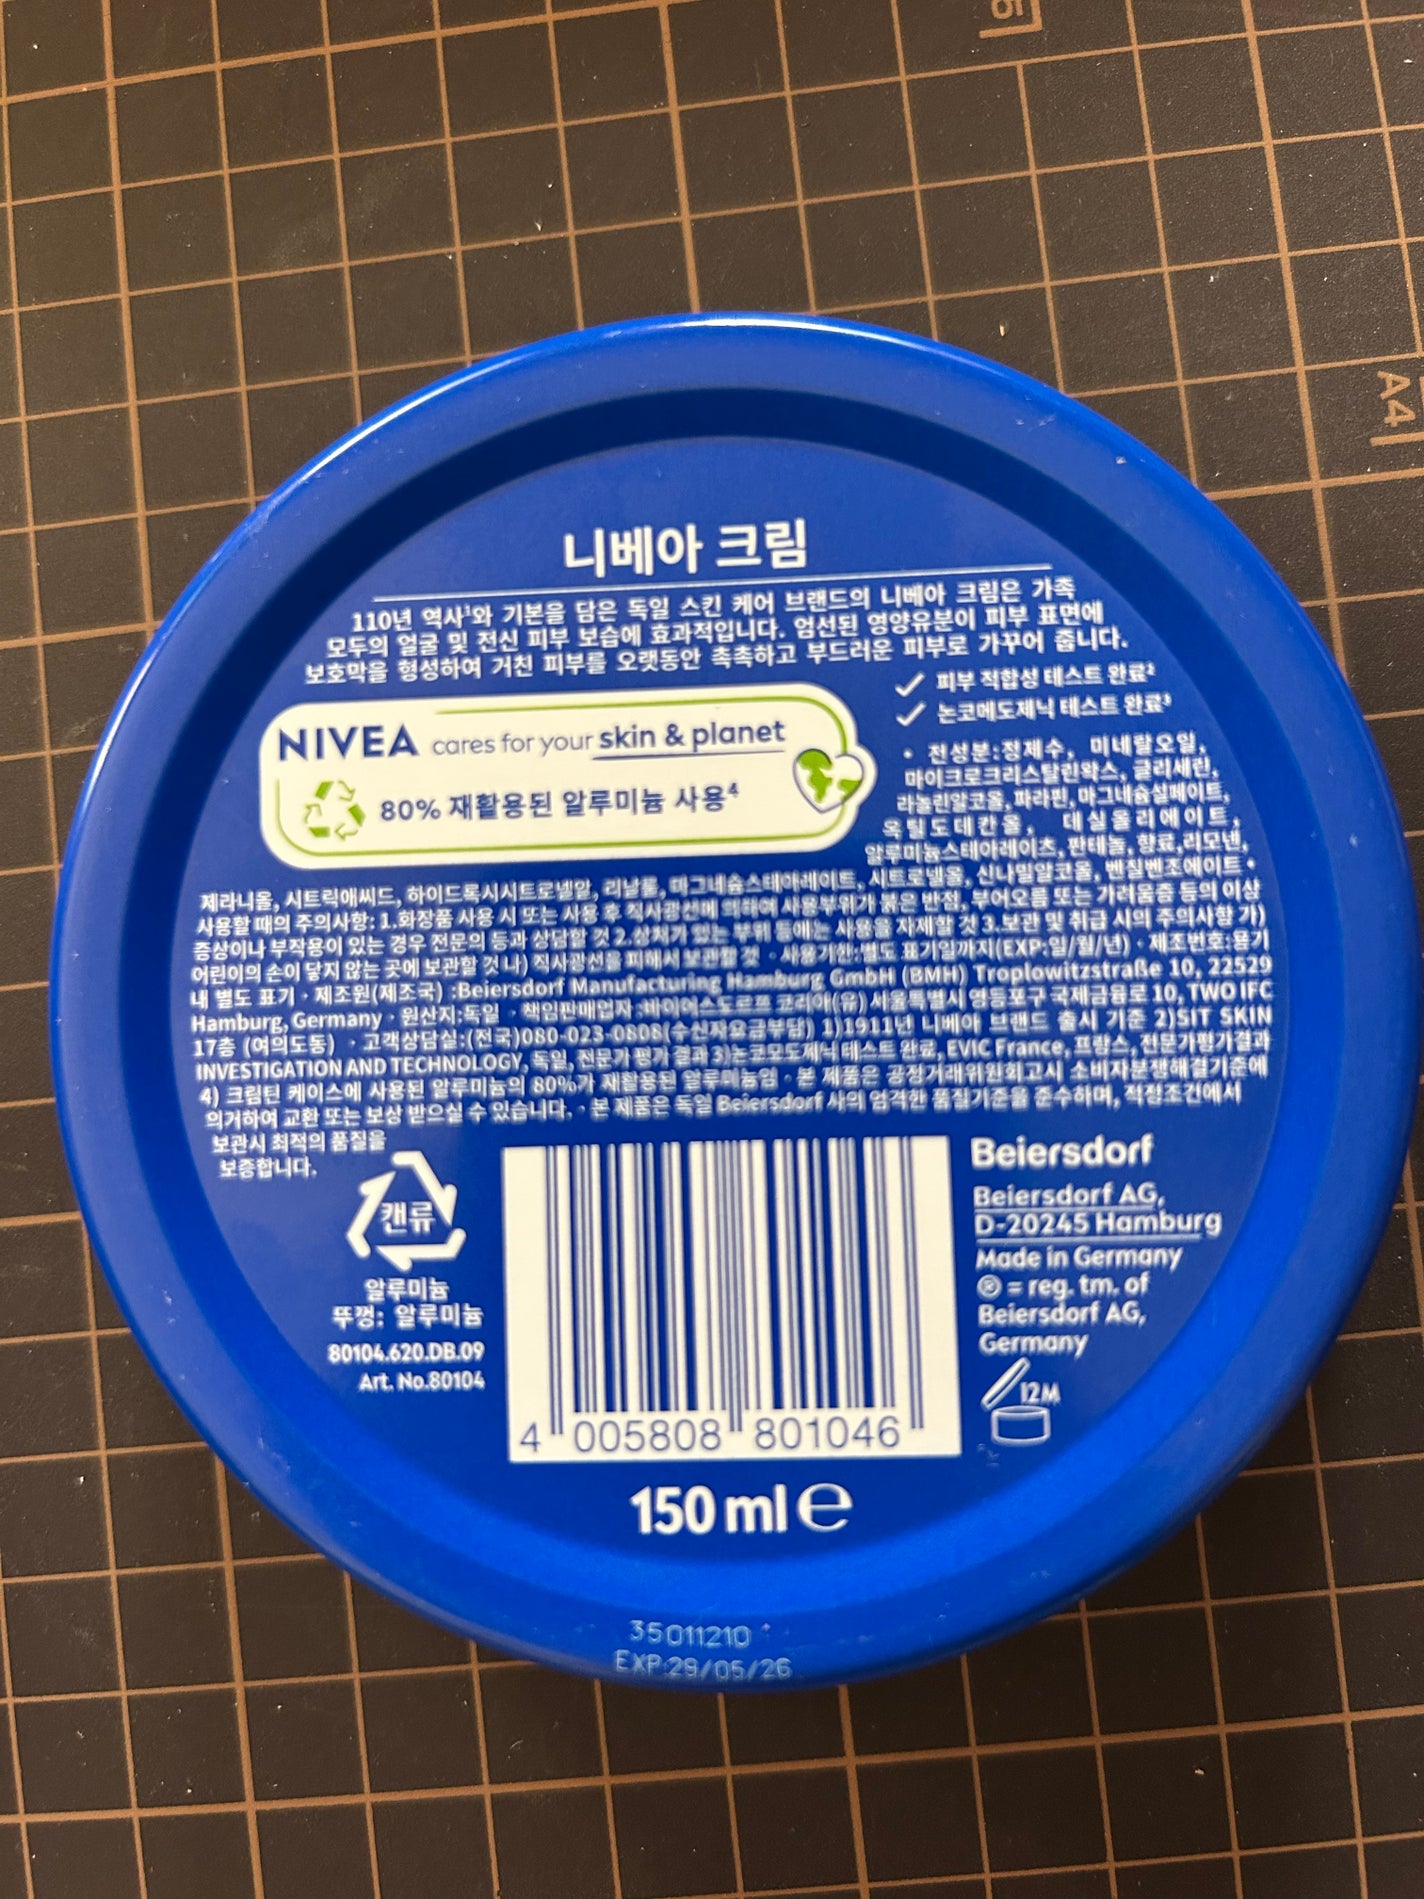 6
A4
니베아 크림
110년 역사¹와 기본을 담은 독일 스킨 케어 브랜드의 니베아 크림은 가족
모두의 얼굴 및 전신 피부 보습에 효과적입니다. 엄선된 영양유분이 피부 표면에
보호막을 형성하여 거친 피부를 오랫동안 촉촉하고 부드러운 피부로 가꾸어 줍니다.
✓ 피부 적합성 테스트 완료²
✓ 논코메도제닉 테스트 완료³
NIVEA cares for your skin & planet
80% 재활용된 알루미늄 사용⁴
• 전성분:정제수, 미네랄오일,
마이크로크리스탈린왁스, 글리세린,
라놀린알코올, 파라핀, 마그네슘설페이트,
옥틸도데칸올, 데실올리에이트,
알루미늄스테아레이츠, 판테놀, 향료, 리모넨,
제라니올, 시트릭애씨드, 하이드록시시트로넬알, 리날룰, 마그네슘스테아레이트, 시트로넬올, 신나밀알코올, 벤질벤조에이트 •
사용할 때의 주의사항: 1.화장품 사용 시 또는 사용 후 직사광선에 의하여 사용부위가 붉은 반점, 부어오름 또는 가려움증 등의 이상
증상이나 부작용이 있는 경우 전문의 등과 상담할 것 2.상처가 있는 부위 등에는 사용을 자제할 것 3.보관 및 취급 시의 주의사항 가)
어린이의 손이 닿지 않는 곳에 보관할 것 나) 직사광선을 피해서 보관할 것 · 사용기한:별도 표기일까지(EXP:일/월/년) · 제조번호:용기
내 별도 표기 · 제조원(제조국) :Beiersdorf Manufacturing Hamburg GmbH (BMH) Troplowitzstraße 10, 22529
Hamburg, Germany · 원산지:독일 · 책임판매업자 :바이어스도르프 코리아(유) 서울특별시 영등포구 국제금융로 10, TWO IFC
17층 (여의도동) · 고객상담실:(전국)080-023-0808(수신자요금부담) 1)1911년 니베아 브랜드 출시 기준 2)SIT SKIN
INVESTIGATION AND TECHNOLOGY, 독일, 전문가 평가 결과 3)논코모도제닉 테스트 완료, EVIC France, 프랑스, 전문가평가결과
4) 크림틴 케이스에 사용된 알루미늄의 80%가 재활용된 알루미늄임 · 본 제품은 공정거래위원회고시 소비자분쟁해결기준에
의거하여 교환 또는 보상 받으실 수 있습니다. · 본 제품은 독일 Beiersdorf 사의 엄격한 품질기준을 준수하며, 적정조건에서
보관시 최적의 품질을
보증합니다.
캔류
알루미늄
뚜껑: 알루미늄
80104.620.DB.09
Art. No.80104
4 005808 801046
Beiersdorf
Beiersdorf AG,
D-20245 Hamburg
Made in Germany
® = reg. tm. of
Beiersdorf AG,
Germany
12M
150 ml e
35011210
EXP:29/05/26